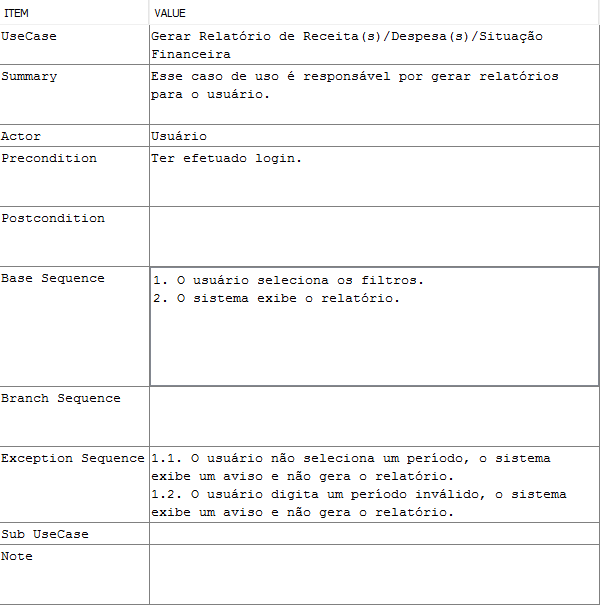 ITEM VALUE
UseCase Gerar Relatório de Receita(s)/Despesa(s)/Situação
Financeira
Summary Esse caso de uso é responsável por gerar relatórios
para o usuário.
Actor Usuário
Precondition Ter efetuado login.
Postcondition
Base Sequence 1. O usuário seleciona os filtros.
2. O sistema exibe o relatório.
Branch Sequence
Exception Sequence 1.1. O usuário não seleciona um período, o sistema
exibe um aviso e não gera o relatório.
1.2. O usuário digita um período inválido, o sistema
exibe um aviso e não gera o relatório.
Sub UseCase
Note